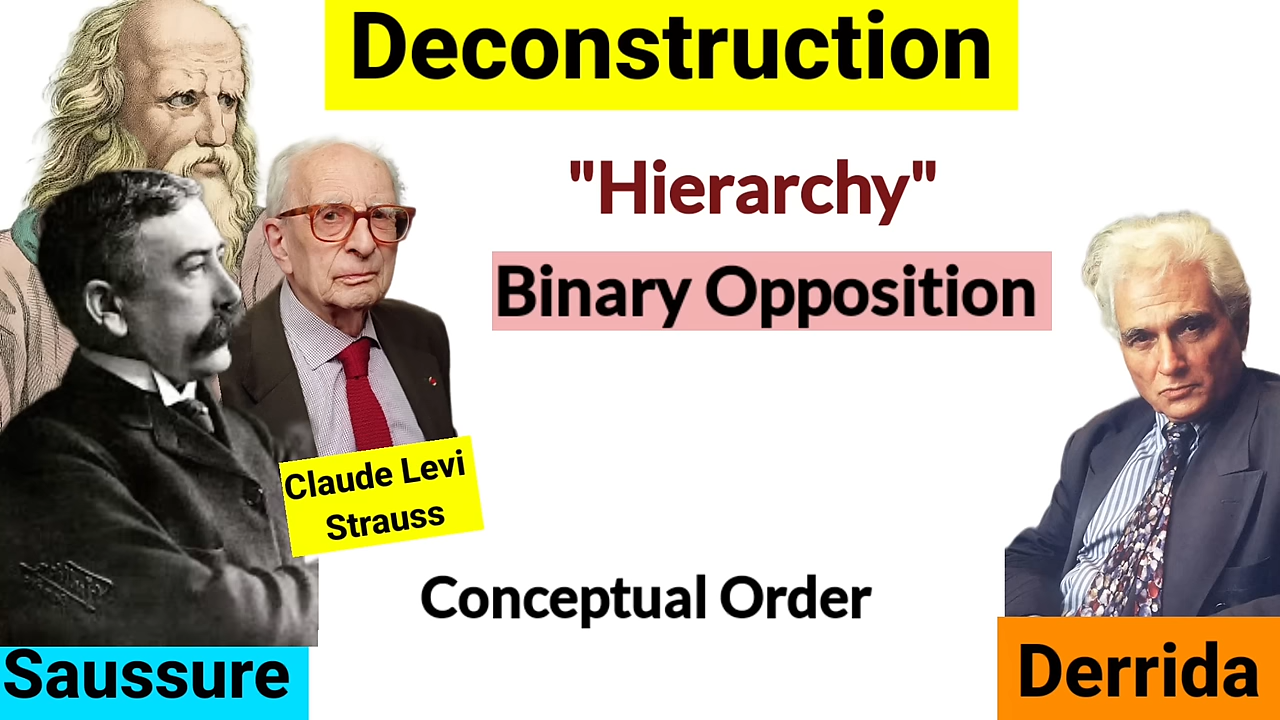 Deconstruction
"Hierarchy"
Binary Opposition
Claude Levi
Strauss
Conceptual Order
Saussure
Derrida